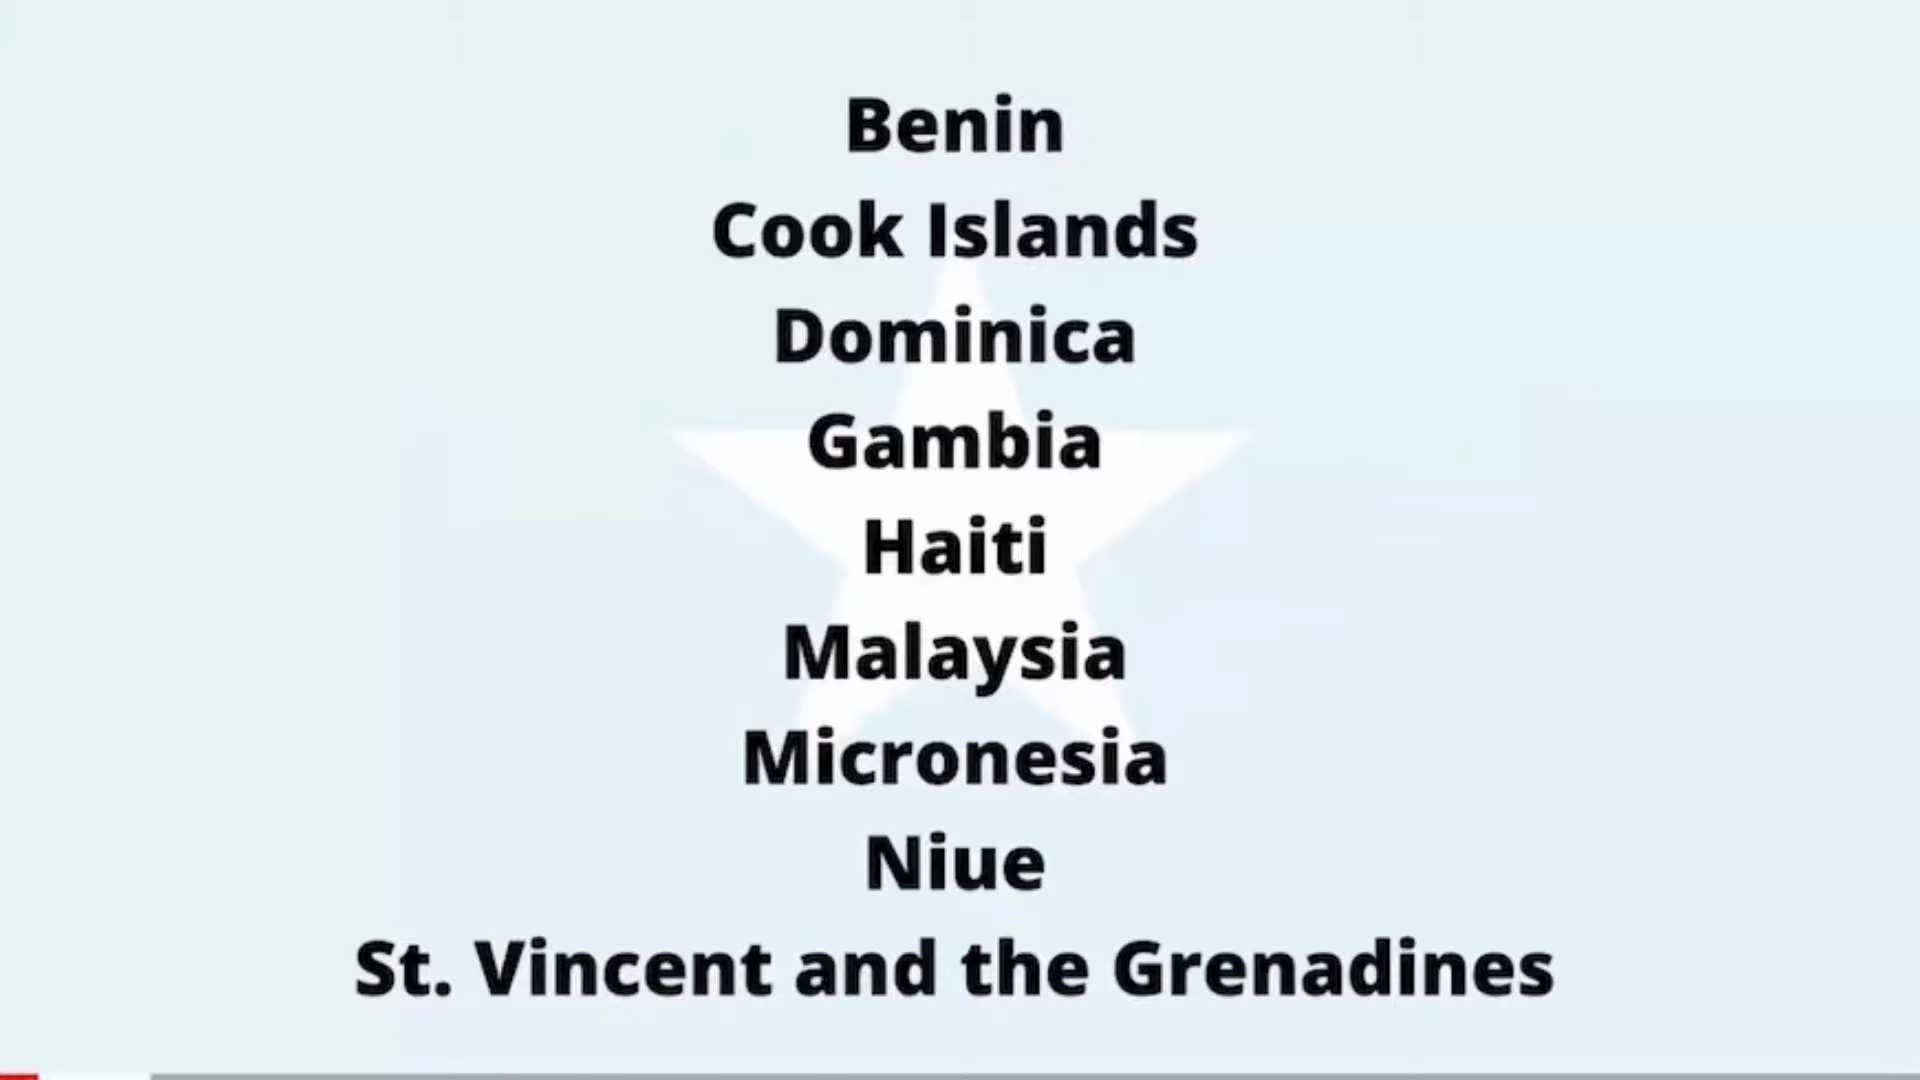 Benin
Cook Islands
Dominica
Gambia
Haiti
Malaysia
Micronesia
Niue
St. Vincent and the Grenadines